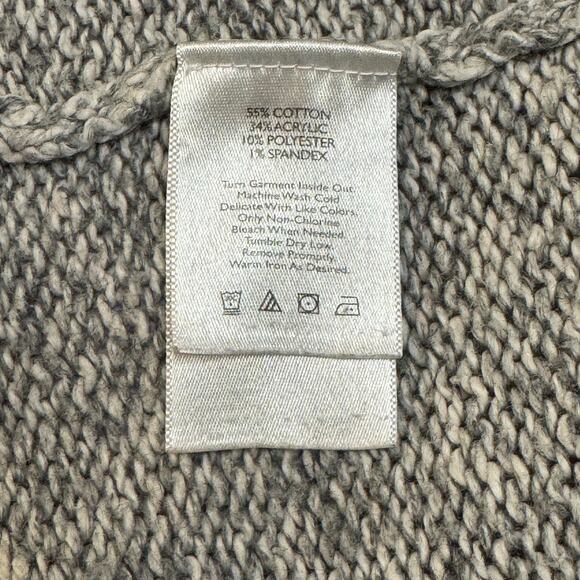 55% COTTON
34% ACRYLIC
10% POLYESTER
1% SPANDEX
Turn Garment Inside Out.
Machine Wash Cold
Delicate With Like Colors.
Only Non-Chlorine
Bleach When Needed.
Tumble Dry Low.
Remove Promptly.
Warm Iron As Desired.